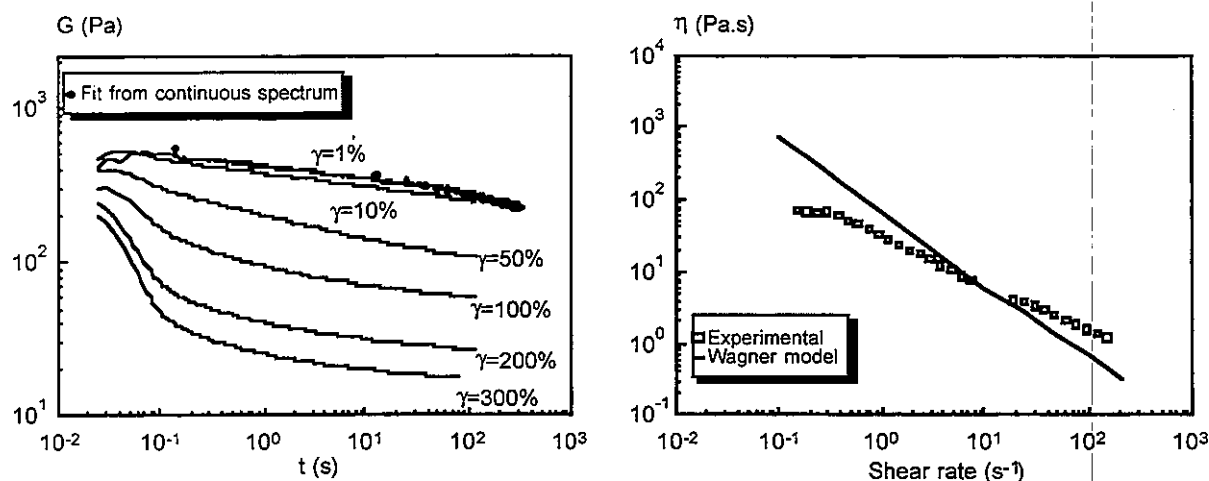 G (Pa)
Fit from continuous spectrum
10³
10²
10¹
γ=1%
γ=10%
γ=50%
γ=100%
γ=200%
γ=300%
10⁻² 10⁻¹ 10⁰ 10¹ 10² 10³
t (s)
η (Pa.s)
10⁴
10³
10²
10¹
10⁰
10⁻¹
Experimental
Wagner model
10⁻² 10⁻¹ 10⁰ 10¹ 10² 10³
Shear rate (s⁻¹)